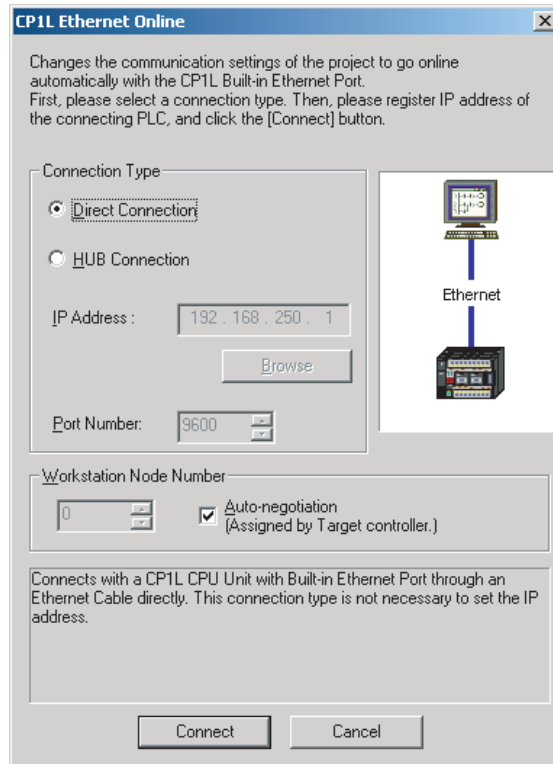 CP1L Ethernet Online
Changes the communication settings of the project to go online
automatically with the CP1L Built-in Ethernet Port.
First, please select a connection type. Then, please register IP address of
the connecting PLC, and click the [Connect] button.
Connection Type
Direct Connection
HUB Connection
IP Address :
192 . 168 . 250 . 1
Browse
Port Number:
9600
Ethernet
Workstation Node Number
0
Auto-negotiation
(Assigned by Target controller.)
Connects with a CP1L CPU Unit with Built-in Ethernet Port through an
Ethernet Cable directly. This connection type is not necessary to set the IP
address.
Connect
Cancel